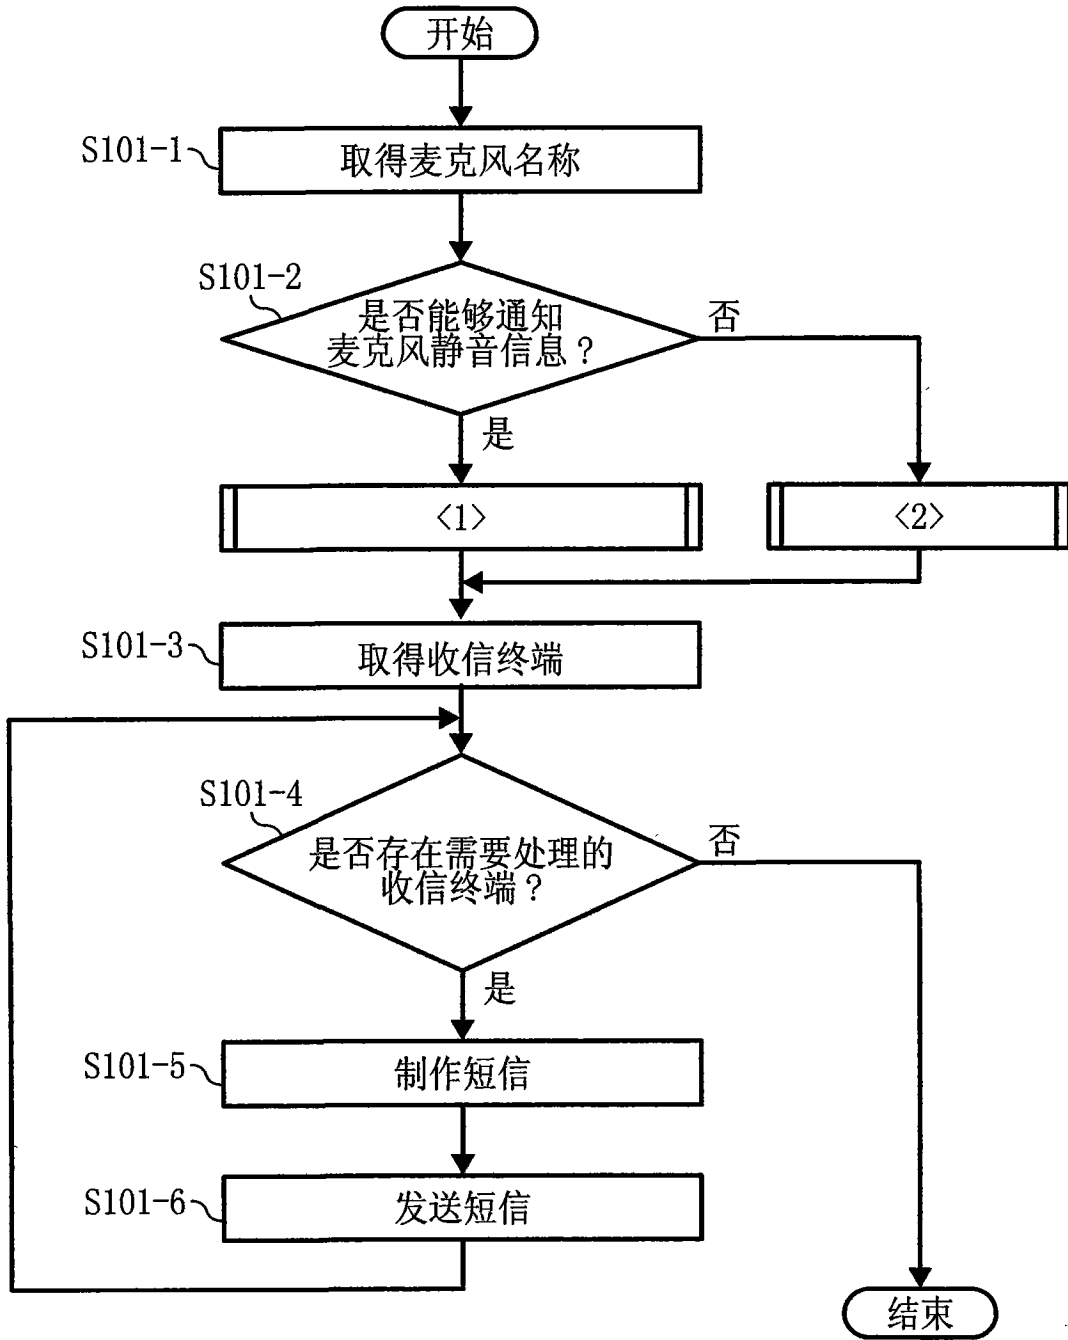 开始
S101-1
取得麦克风名称
S101-2
是否能够通知
麦克风静音信息?
否
是
<1>
<2>
S101-3
取得收信终端
S101-4
是否存在需要处理的
收信终端?
否
是
S101-5
制作短信
S101-6
发送短信
结束